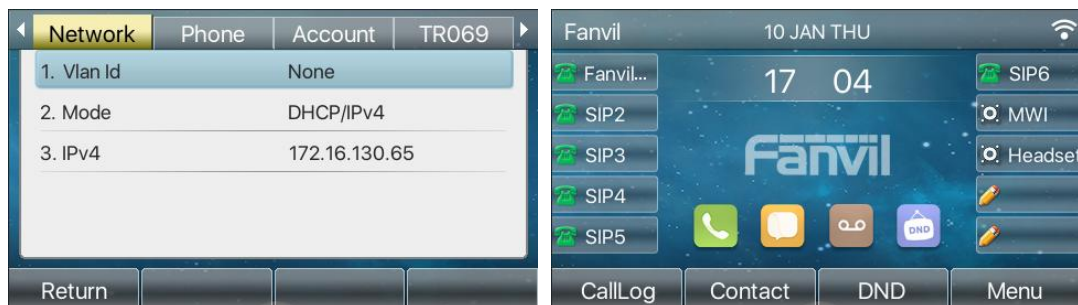 Network Phone Account TR069
1. Vlan Id None
2. Mode DHCP/IPv4
3. IPv4 172.16.130.65
Return
Fanvil 10 JAN THU
Fanvil... 17 04 SIP6
SIP2 MWI
SIP3 Fanvil Headset
SIP4
SIP5 DND
CallLog Contact DND Menu